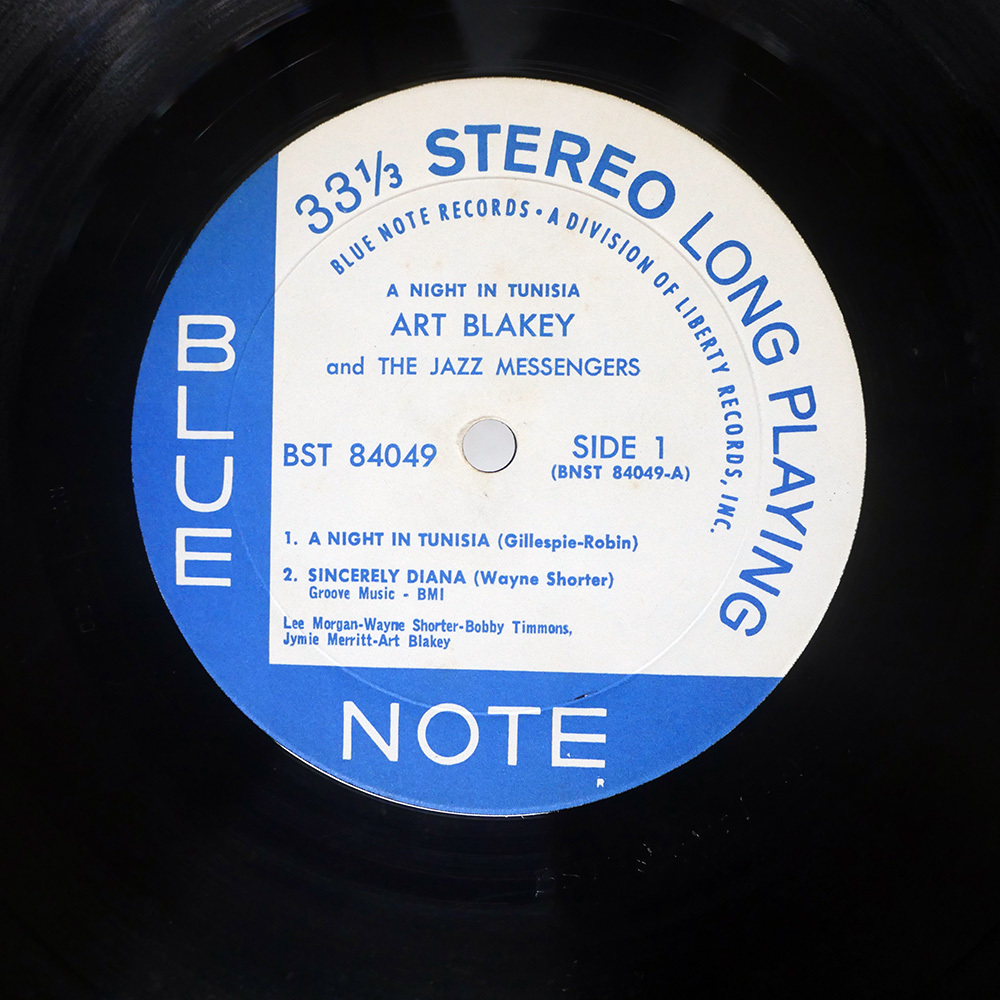 33⅓ STEREO LONG PLAYING
BLUE NOTE RECORDS • A DIVISION OF LIBERTY RECORDS, INC.
A NIGHT IN TUNISIA
ART BLAKEY
and THE JAZZ MESSENGERS
BST 84049
SIDE 1
(BNST 84049-A)
1. A NIGHT IN TUNISIA (Gillespie-Robin)
2. SINCERELY DIANA (Wayne Shorter)
Groove Music - BMI
Lee Morgan-Wayne Shorter-Bobby Timmons,
Jymie Merritt-Art Blakey
BLUE
NOTE
R